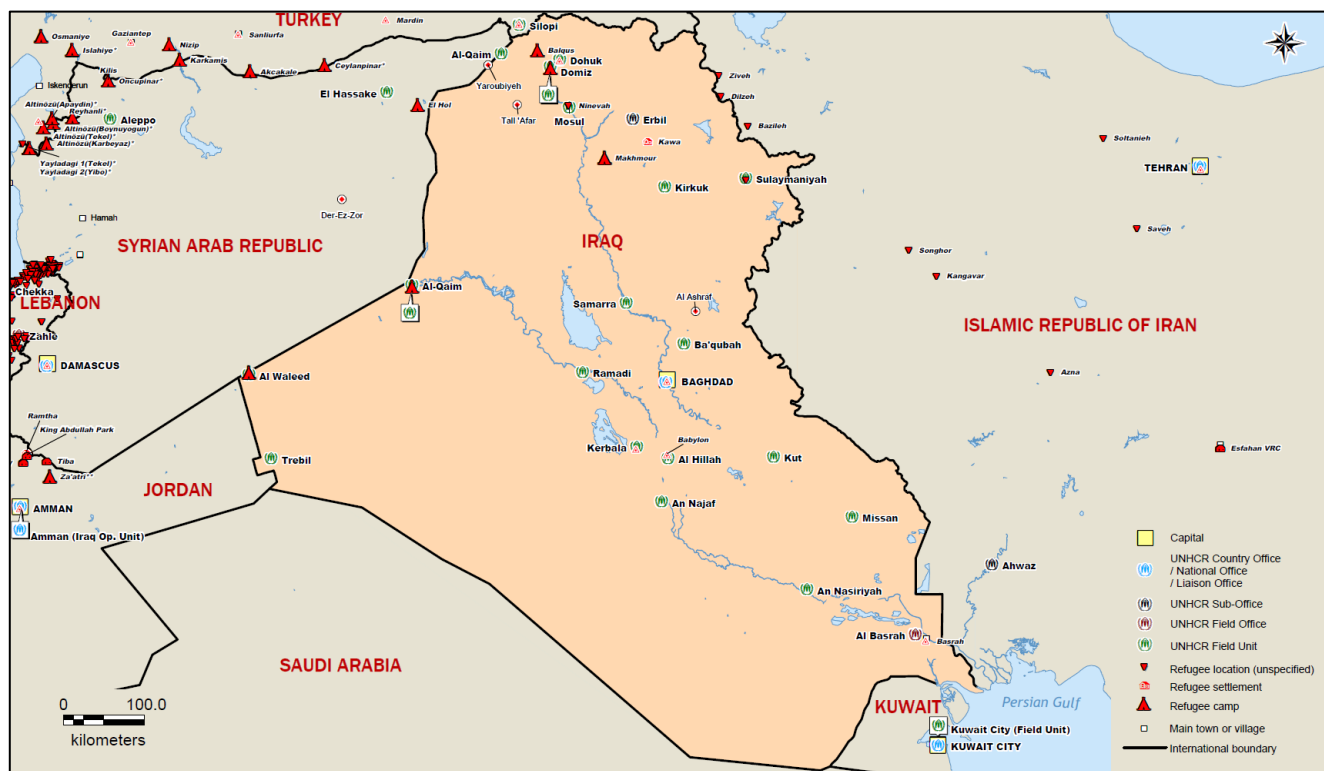 TURKEY
Mardin
Silopi
Osmaniye
Gaziantep
Sanliurfa
Islahiye*
Nizip
Al-Qaim
Balqus
Dohuk
Domiz
Kilis
Karkamis
Akcakale
Ceylanpinar*
Oncupinar*
Yaroubiyeh
Ziveh
Iskenderun
El Hassake
Dilzeh
Altinözü(Apaydin)*
Reyhanli*
El Hol
Tall 'Afar
Ninevah
Mosul
Erbil
Aleppo
Altinözü(Boynuyogun)*
Altinözü(Tekel)*
Altinözü(Karbeyaz)*
Bazileh
Soltanieh
Kawa
Makhmour
Yayladagi 1(Tekel)*
Yayladagi 2(Yibo)*
TEHRAN
Kirkuk
Sulaymaniyah
Hamah
Der-Ez-Zor
SYRIAN ARAB REPUBLIC
IRAQ
Saveh
Songhor
Kangavar
Al-Qaim
Chekka
LEBANON
Samarra
Al Ashraf
ISLAMIC REPUBLIC OF IRAN
Zahle
Ba'qubah
DAMASCUS
Al Waleed
Ramadi
BAGHDAD
Azna
Ramtha
King Abdullah Park
Kerbala
Babylon
Al Hillah
Kut
Esfahan VRC
Tiba
Trebil
Za'atri**
JORDAN
An Najaf
AMMAN
Missan
Amman (Iraq Op. Unit)
Ahwaz
An Nasiriyah
Al Basrah
Basrah
SAUDI ARABIA
KUWAIT
Persian Gulf
Kuwait City (Field Unit)
KUWAIT CITY
0 100.0
kilometers
Capital
UNHCR Country Office
/ National Office
/ Liaison Office
UNHCR Sub-Office
UNHCR Field Office
UNHCR Field Unit
Refugee location (unspecified)
Refugee settlement
Refugee camp
Main town or village
International boundary